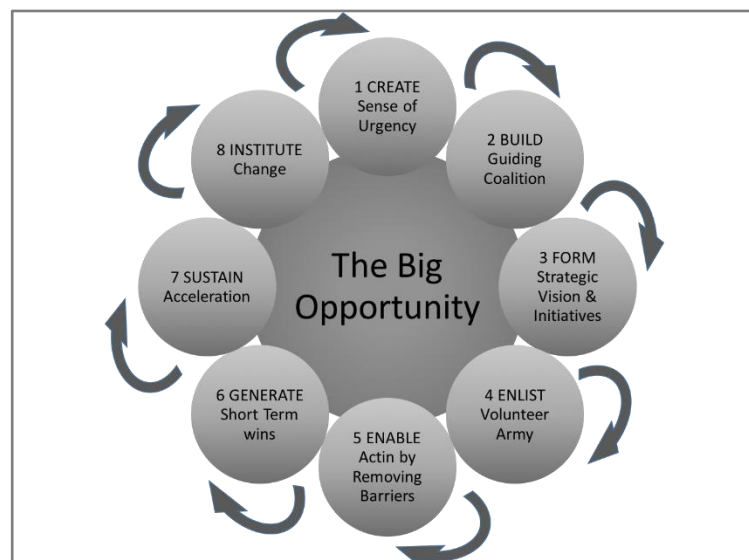 1 CREATE
Sense of
Urgency
2 BUILD
Guiding
Coalition
3 FORM
Strategic
Vision &
Initiatives
4 ENLIST
Volunteer
Army
5 ENABLE
Actin by
Removing
Barriers
6 GENERATE
Short Term
wins
7 SUSTAIN
Acceleration
8 INSTITUTE
Change
The Big
Opportunity